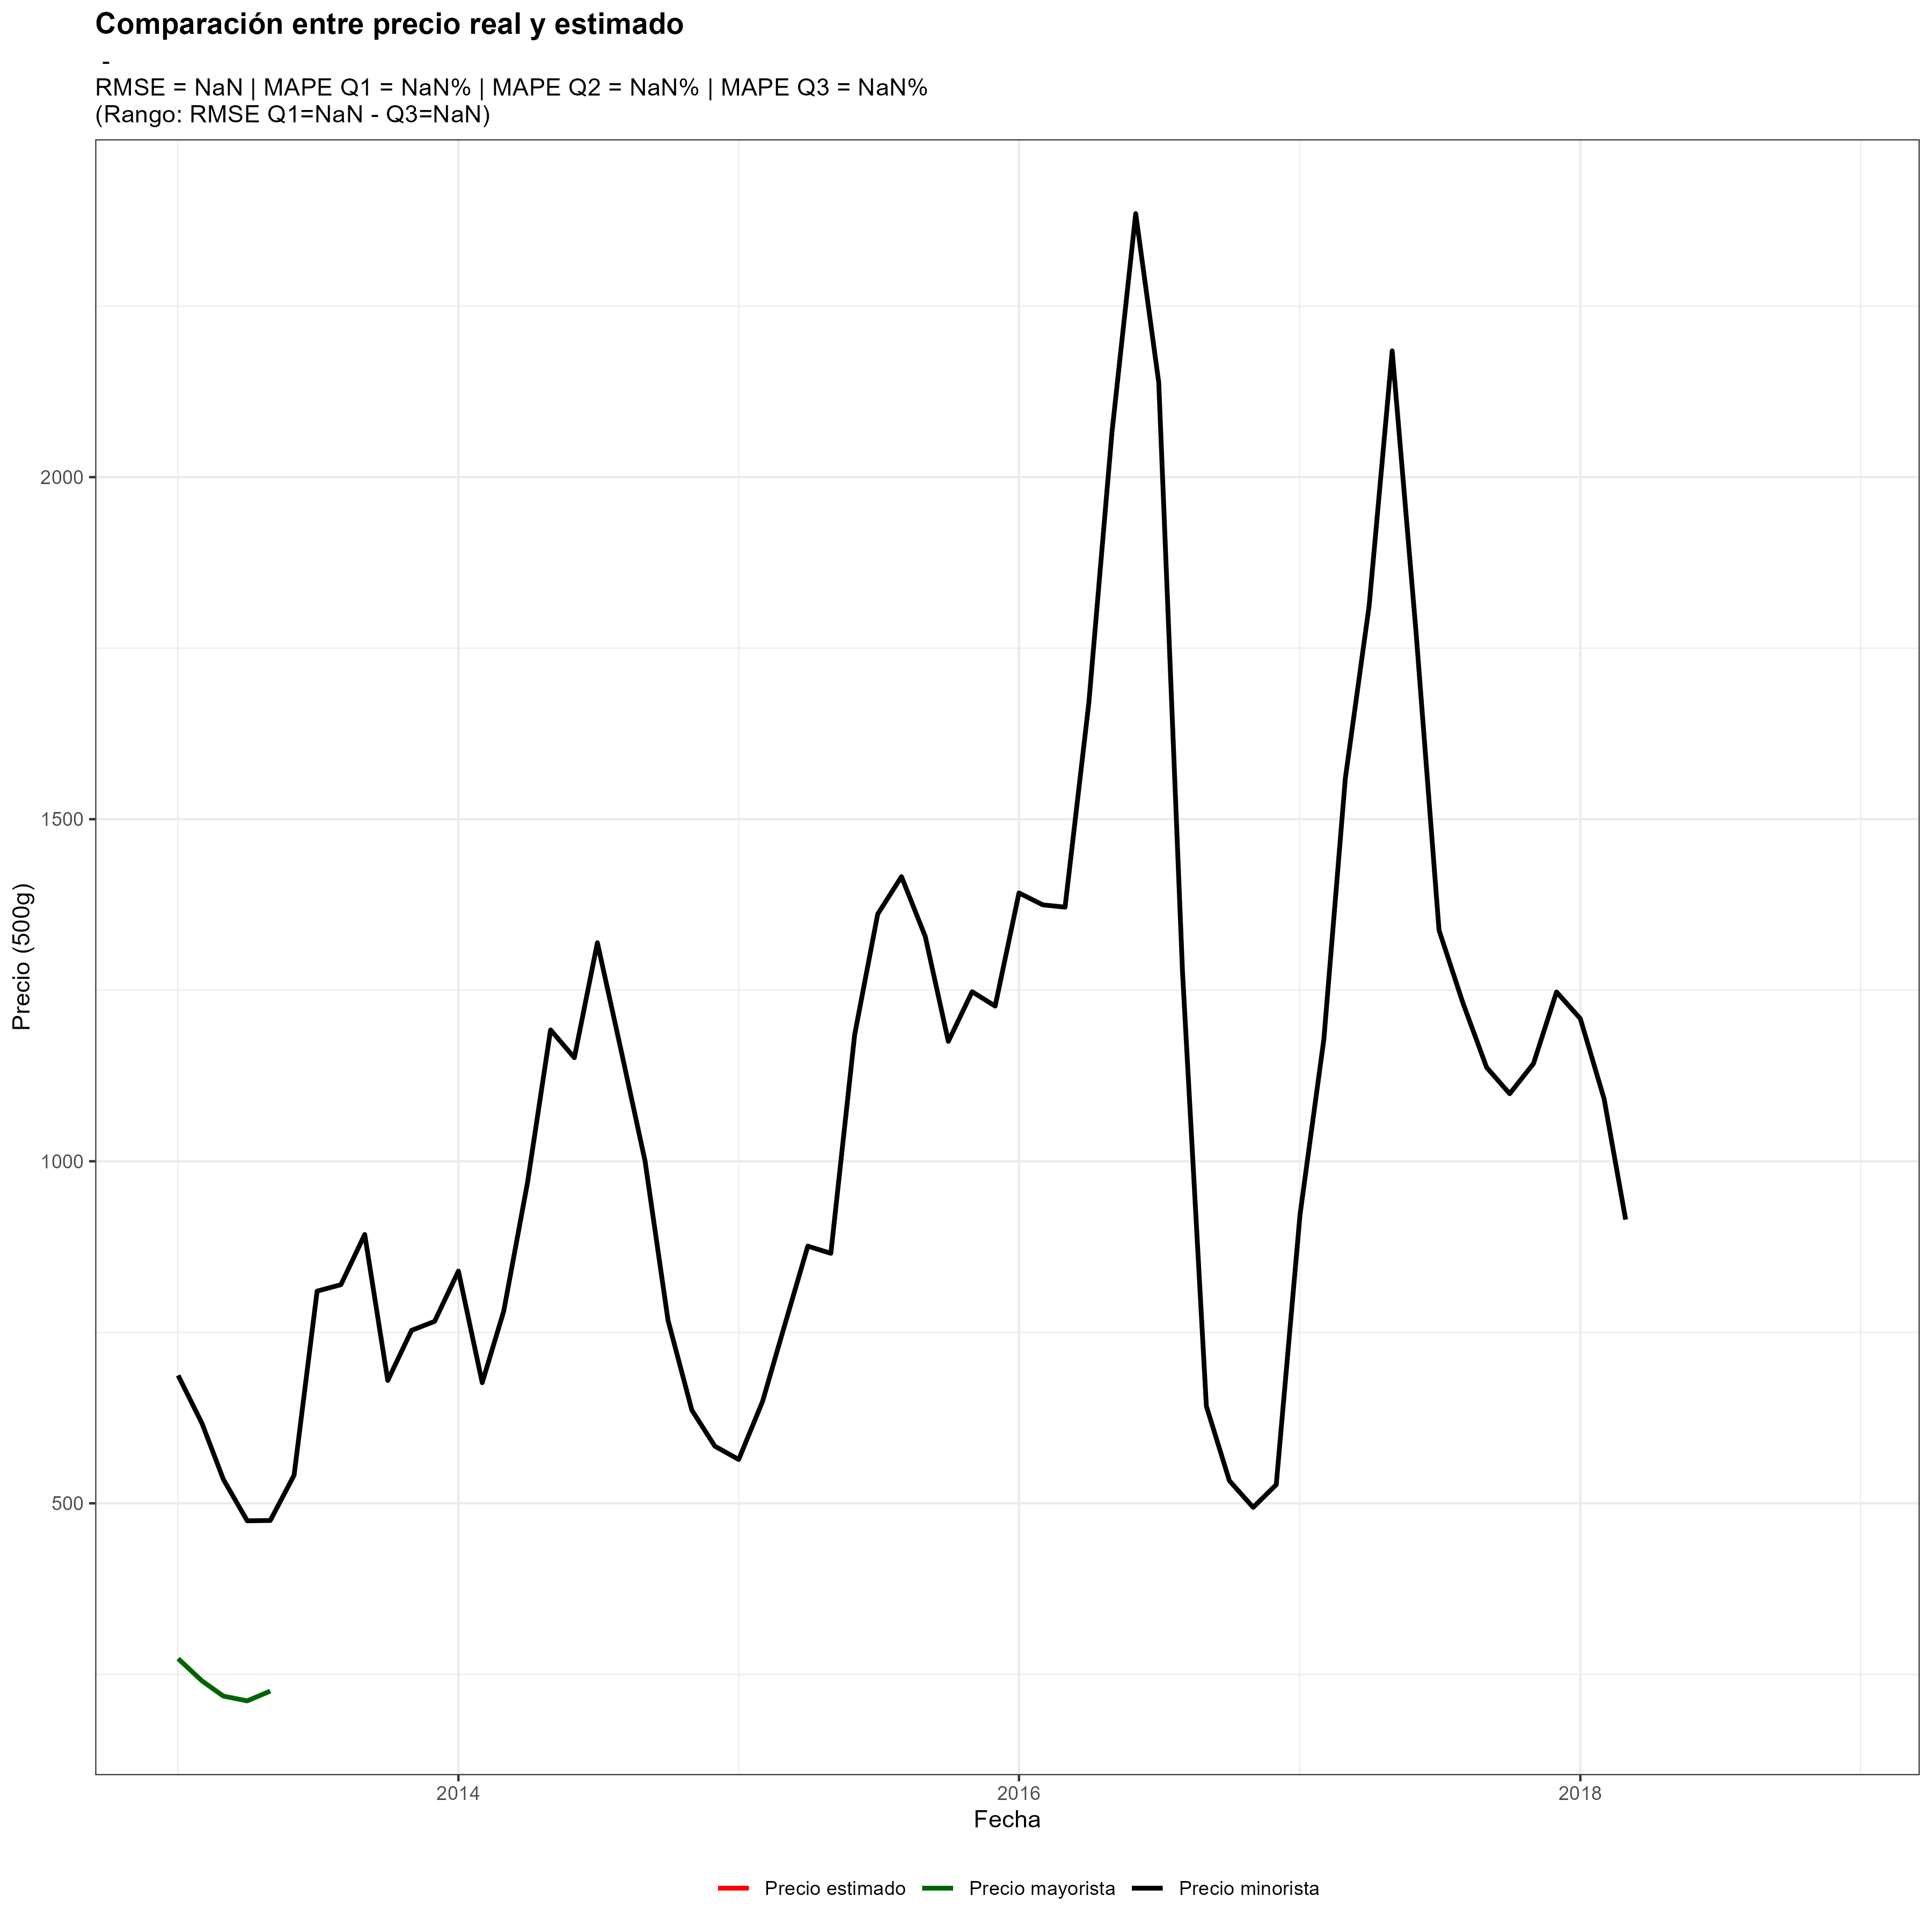 Comparación entre precio real y estimado
-
RMSE = NaN | MAPE Q1 = NaN% | MAPE Q2 = NaN% | MAPE Q3 = NaN%
(Rango: RMSE Q1=NaN - Q3=NaN)
Precio (500g)
2000
1500
1000
500
2014
2016
2018
Fecha
Precio estimado
Precio mayorista
Precio minorista